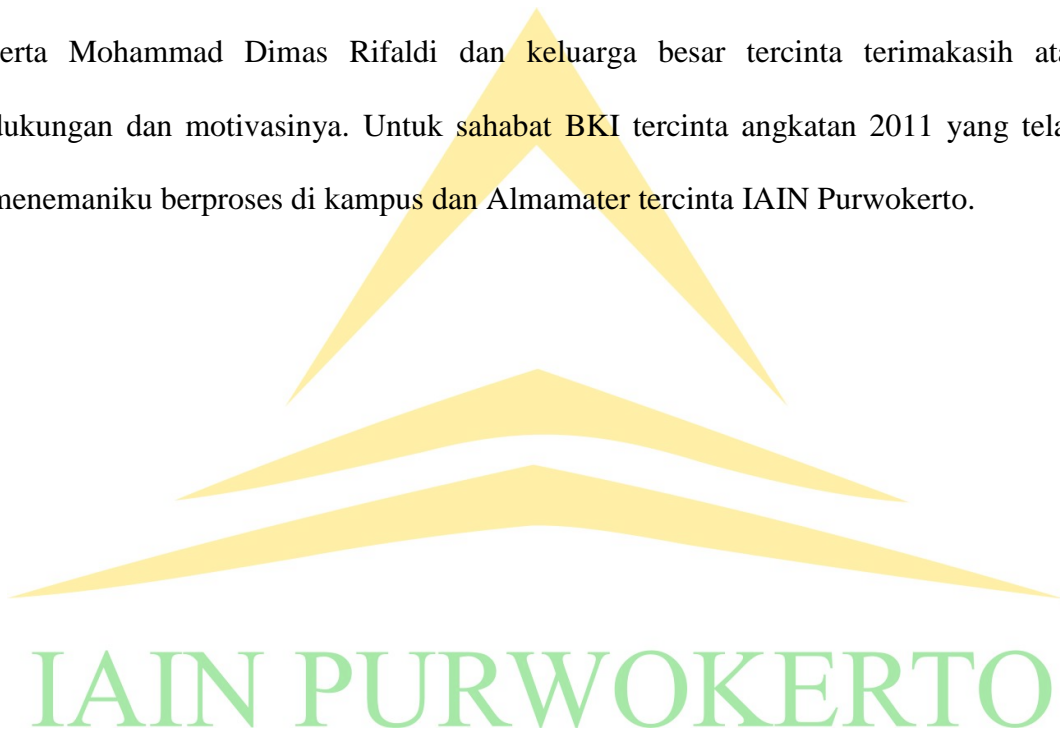 erta Mohammad Dimas Rifaldi dan keluarga besar tercinta terimakasih ata
dukungan dan motivasinya. Untuk sahabat BKI tercinta angkatan 2011 yang tela
menemaniku berproses di kampus dan Almamater tercinta IAIN Purwokerto.
IAIN PURWOKERTO